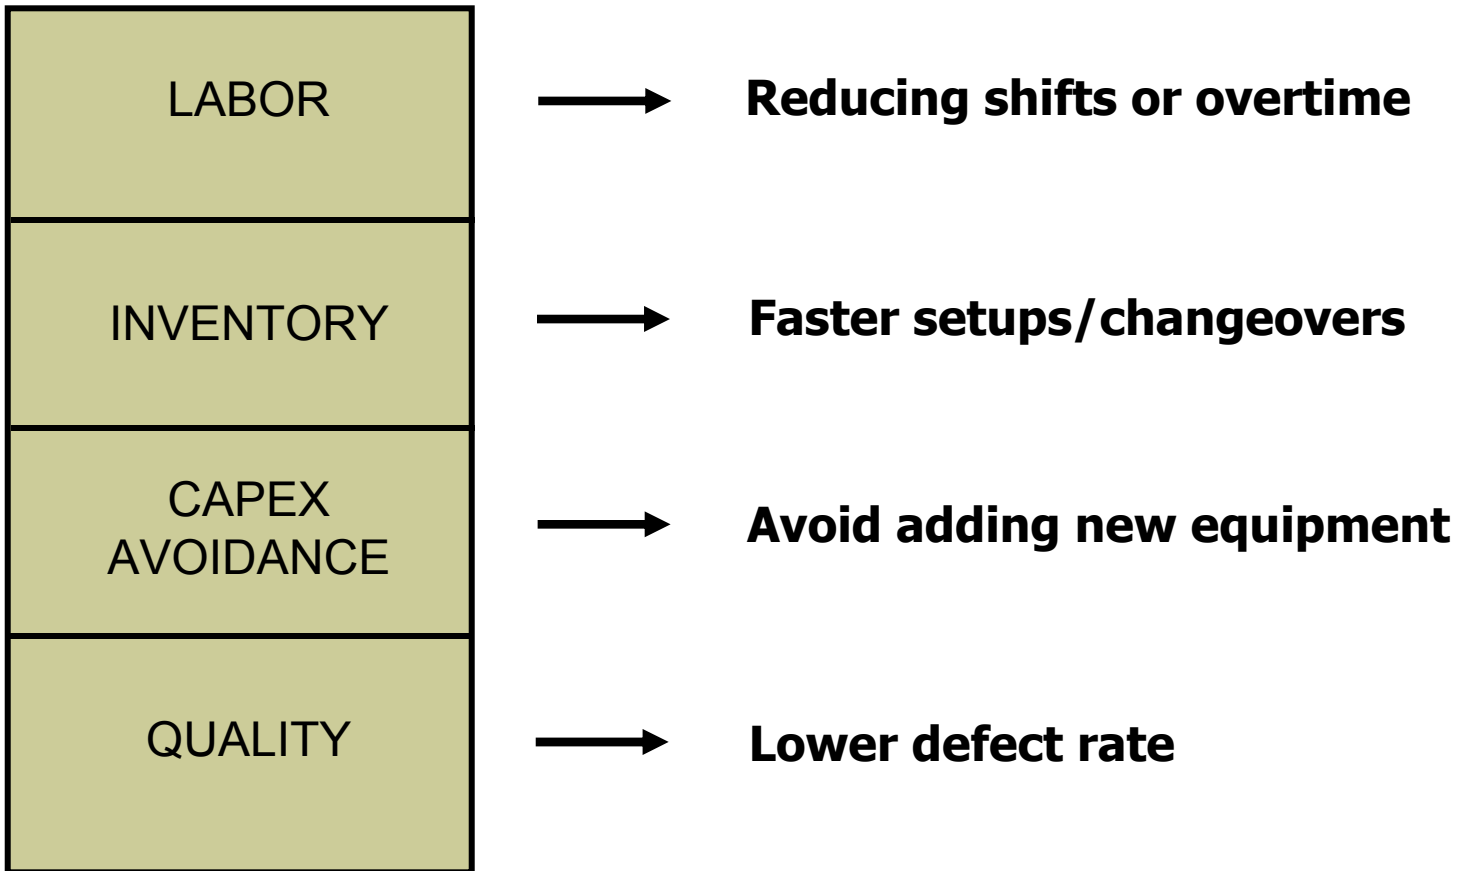 LABOR
Reducing shifts or overtime
INVENTORY
Faster setups/changeovers
CAPEX
AVOIDANCE
Avoid adding new equipment
QUALITY
Lower defect rate